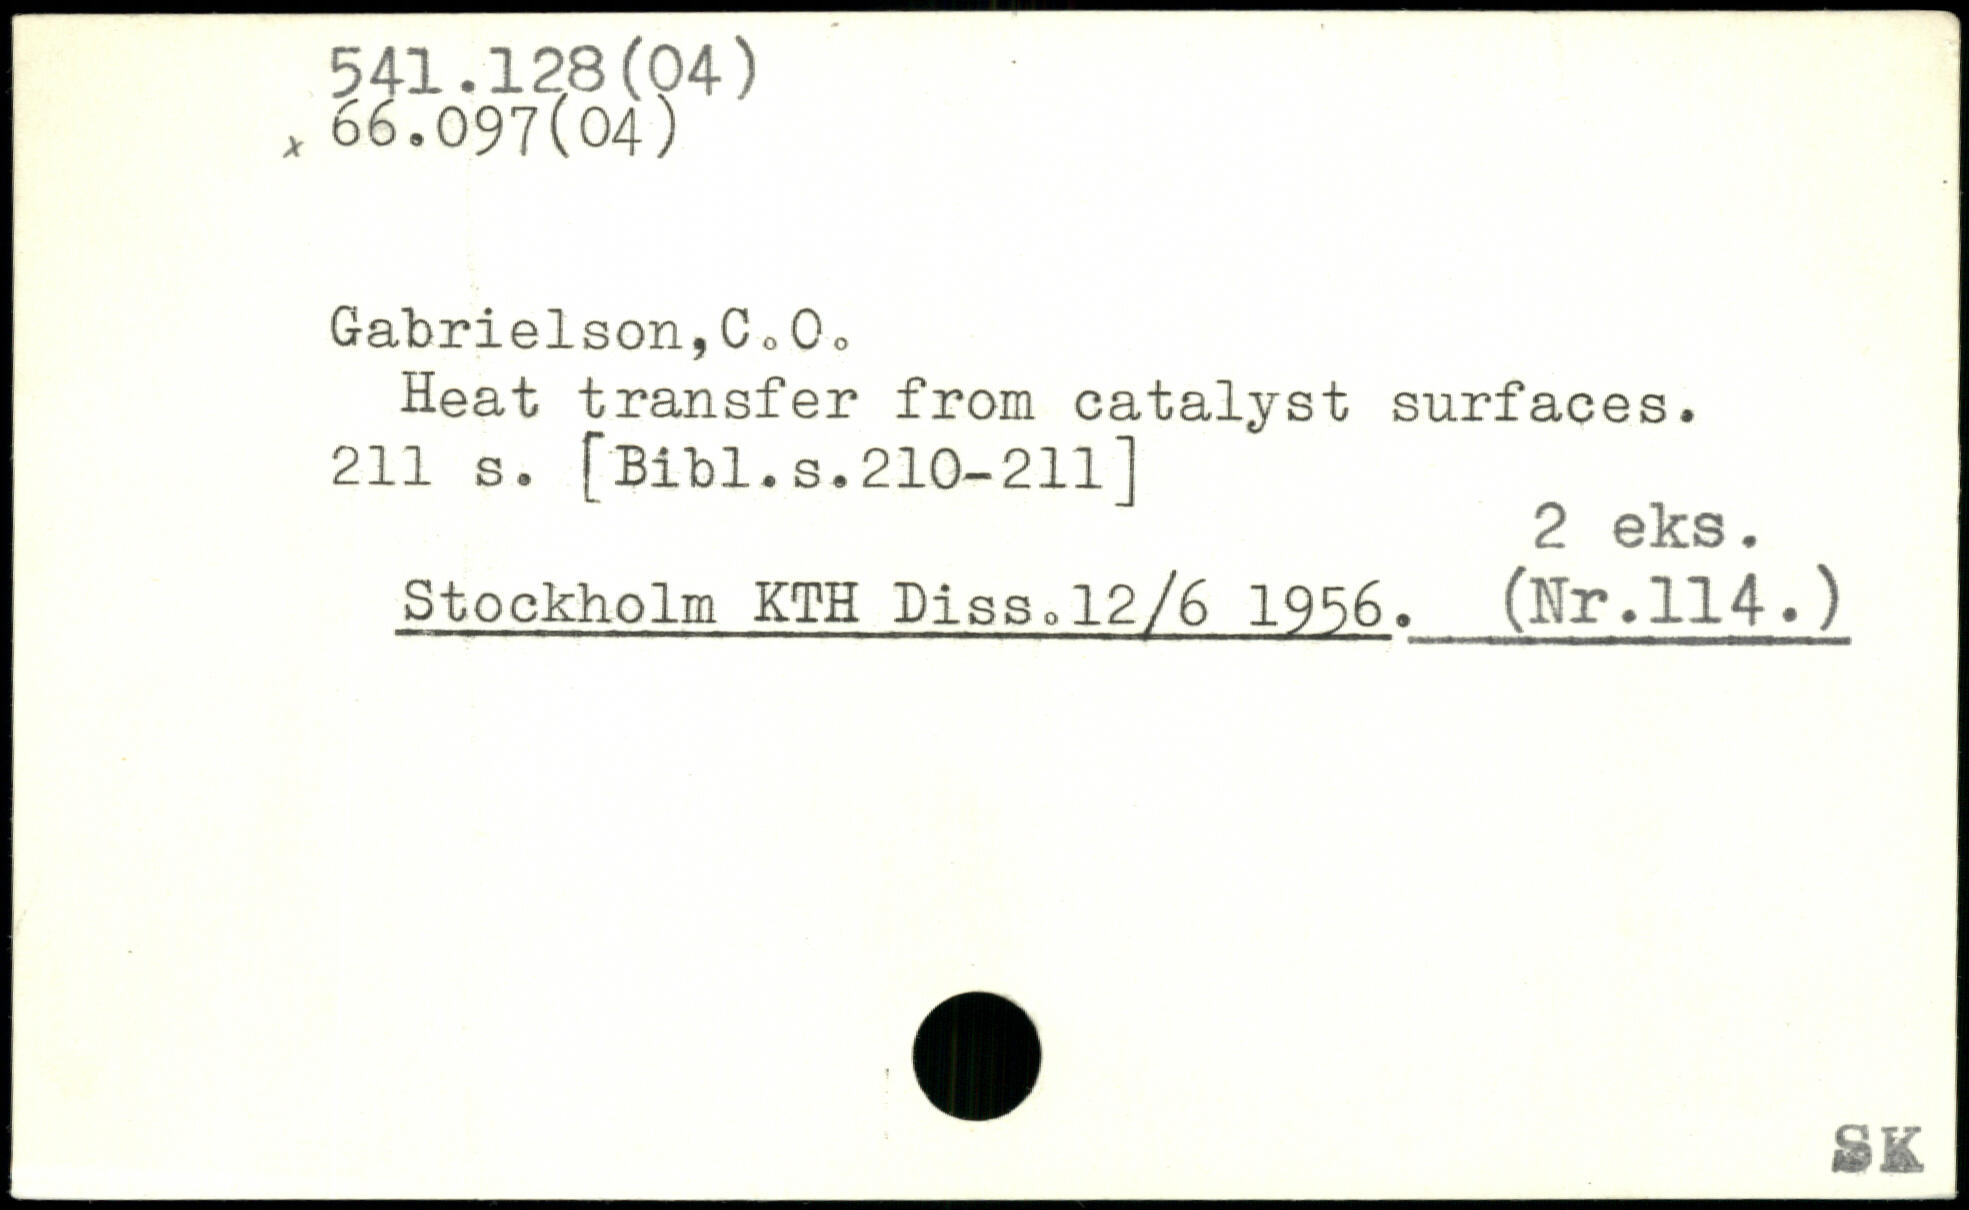 541.128(04)
x 66.097(04)
Gabrielson,C.O.
Heat transfer from catalyst surfaces.
211 s. [Bibl.s.210-211]
2 eks.
Stockholm KTH Diss.12/6 1956. (Nr.114.)
SK